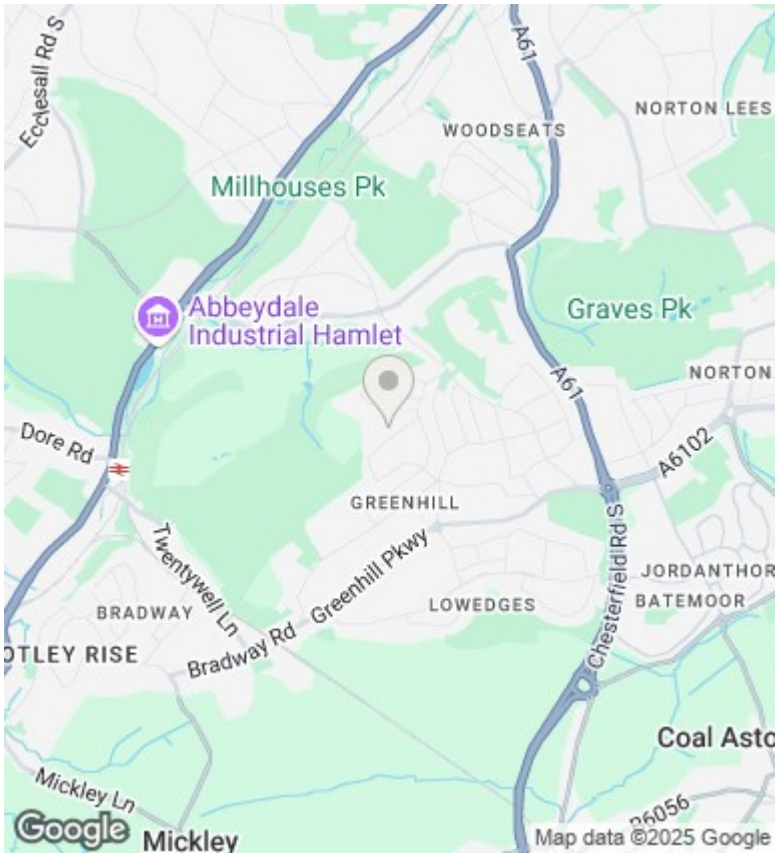 Ecclesall Rd S
A61
NORTON LEES
WOODSEATS
Millhouses Pk
Abbeydale
Industrial Hamlet
Graves Pk
NORTON
A61
Dore Rd
A6102
GREENHILL
Chesterfield Rd S
Twentywell Ln
Greenhill Pkwy
JORDANTHOR
BATEMOOR
BRADWAY
LOWEDGES
OTLEY RISE
Bradway Rd
Coal Asto
Mickley Ln
B6056
Google
Mickley
Map data ©2025 Google